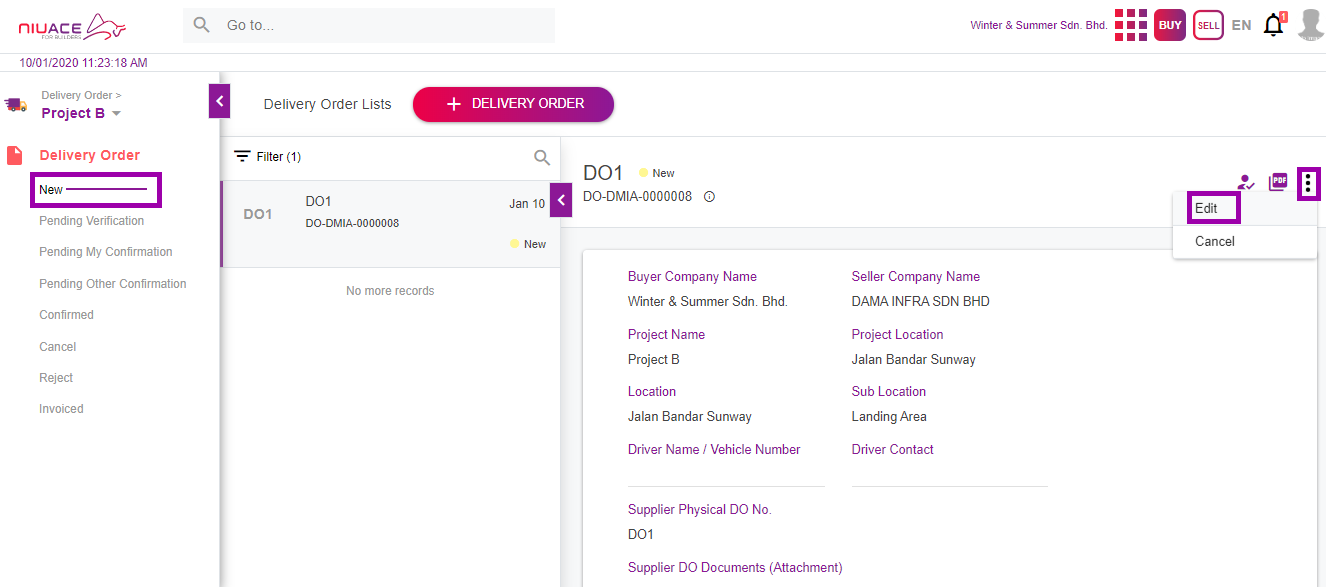 NIUACE
FOR BUILDERS
Go to...
Winter & Summer Sdn. Bhd.
BUY
SELL
EN
1
10/01/2020 11:23:18 AM
Delivery Order >
Project B
Delivery Order
New
Pending Verification
Pending My Confirmation
Pending Other Confirmation
Confirmed
Cancel
Reject
Invoiced
Delivery Order Lists
+ DELIVERY ORDER
Filter (1)
DO1
DO1
Jan 10
DO-DMIA-0000008
New
No more records
DO1
New
DO-DMIA-0000008
PDF
Edit
Cancel
Buyer Company Name
Seller Company Name
Winter & Summer Sdn. Bhd.
DAMA INFRA SDN BHD
Project Name
Project Location
Project B
Jalan Bandar Sunway
Location
Sub Location
Jalan Bandar Sunway
Landing Area
Driver Name / Vehicle Number
Driver Contact
Supplier Physical DO No.
DO1
Supplier DO Documents (Attachment)